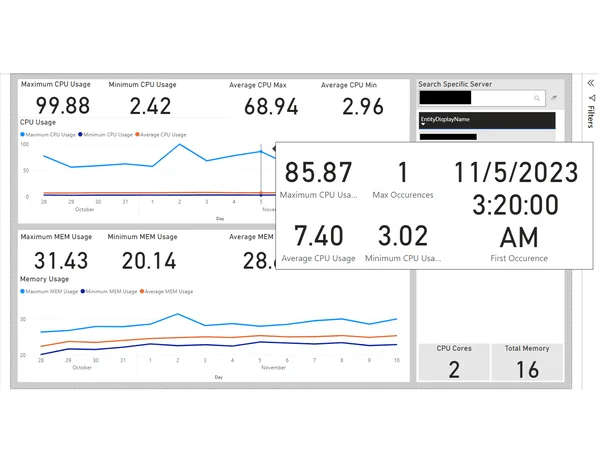 Maximum CPU Usage Minimum CPU Usage Average CPU Max Average CPU Min
99.88 2.42 68.94 2.96
CPU Usage
Maximum CPU Usage Minimum CPU Usage Average CPU Usage
100
50
0
28 29 30 31 1 2 3 4 5
October Novem
Day
Search Specific Server
EntityDisplayName
Filters
85.87 1 11/5/2023
Maximum CPU Usa... Max Occurences 3:20:00
7.40 3.02 AM
Average CPU Usage Minimum CPU Usa... First Occurence
Maximum MEM Usage Minimum MEM Usage Average MEM
31.43 20.14 28.
Memory Usage
Maximum MEM Usage Minimum MEM Usage Average MEM Usage
30
20
28 29 30 31 1 2 3 4 5 6 7 8 9 10
October November
Day
CPU Cores Total Memory
2 16